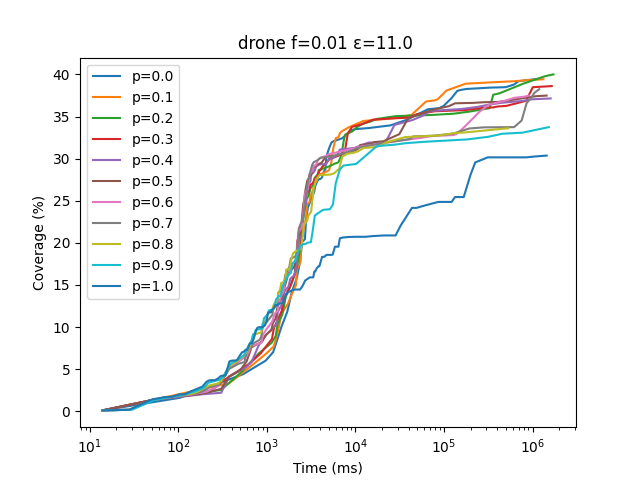 drone f=0.01 ε=11.0
Coverage (%)
40
35
30
25
20
15
10
5
0
p=0.0
p=0.1
p=0.2
p=0.3
p=0.4
p=0.5
p=0.6
p=0.7
p=0.8
p=0.9
p=1.0
10¹ 10² 10³ 10⁴ 10⁵ 10⁶
Time (ms)